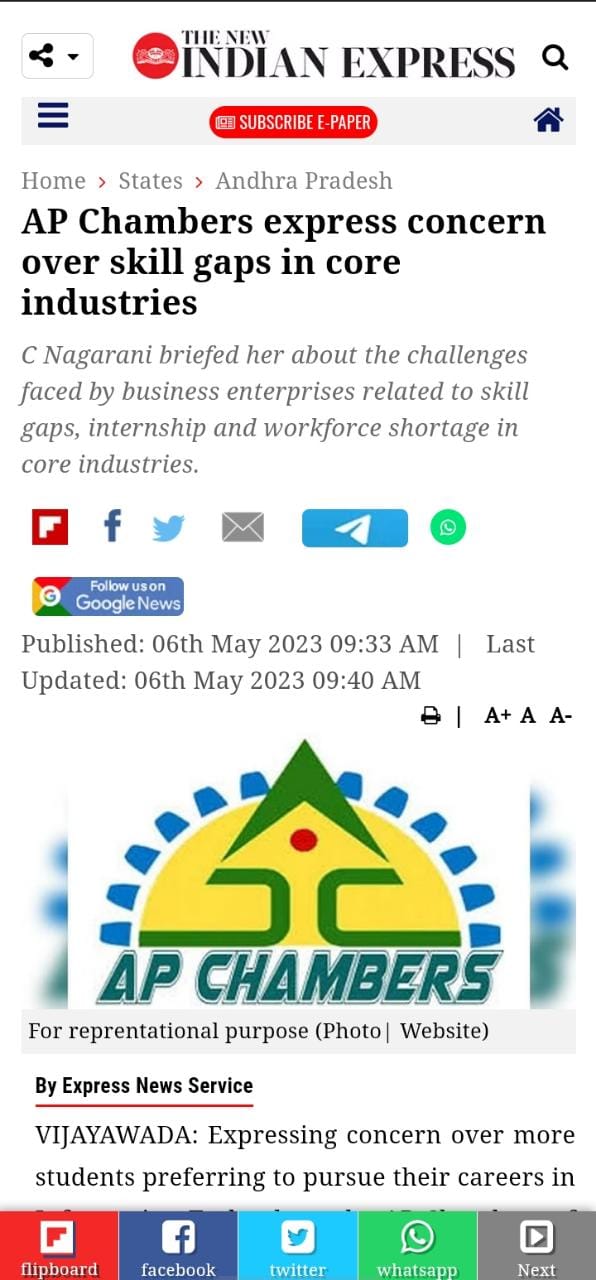 THE NEW
INDIAN EXPRESS
SUBSCRIBE E-PAPER
Home › States › Andhra Pradesh
AP Chambers express concern
over skill gaps in core
industries
C Nagarani briefed her about the challenges
faced by business enterprises related to skill
gaps, internship and workforce shortage in
core industries.
Follow us on
Google News
Published: 06th May 2023 09:33 AM | Last
Updated: 06th May 2023 09:40 AM
| A+ A A-
AP CHAMBERS
For reprentational purpose (Photo| Website)
By Express News Service
VIJAYAWADA: Expressing concern over more
students preferring to pursue their careers in
flipboard facebook twitter whatsapp Next